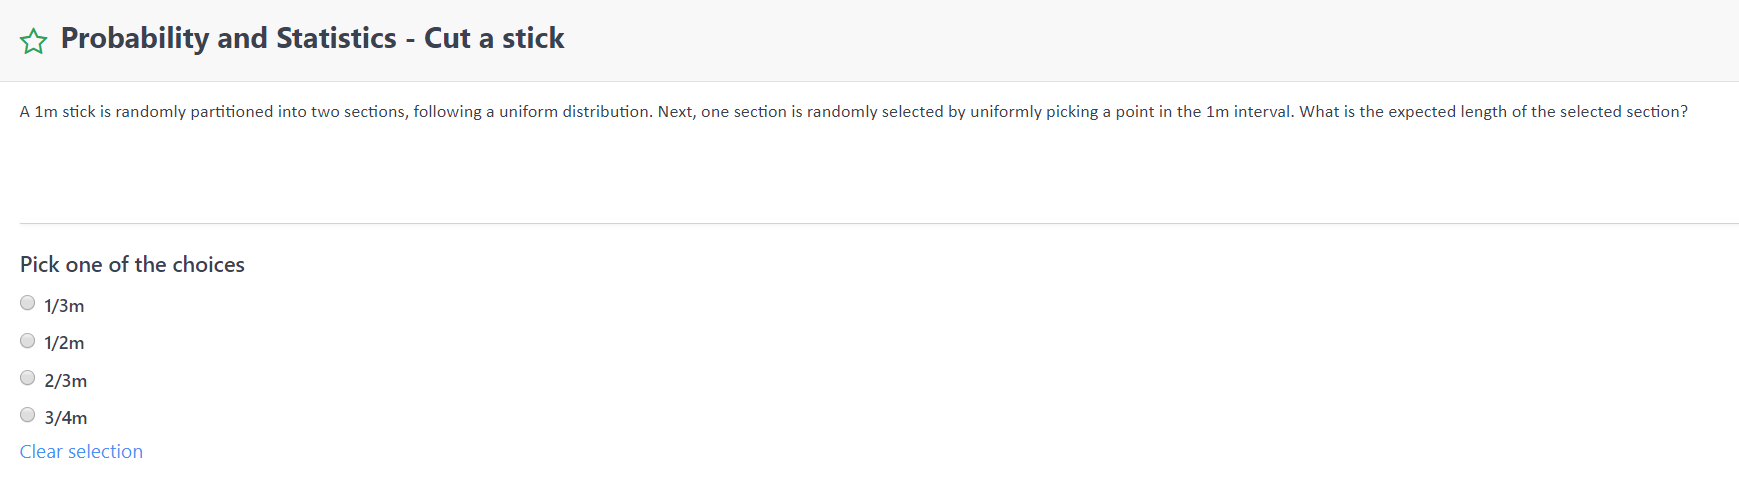 Probability and Statistics - Cut a stick
A 1m stick is randomly partitioned into two sections, following a uniform distribution. Next, one section is randomly selected by uniformly picking a point in the 1m interval. What is the expected length of the selected section?
Pick one of the choices
1/3m
1/2m
2/3m
3/4m
Clear selection